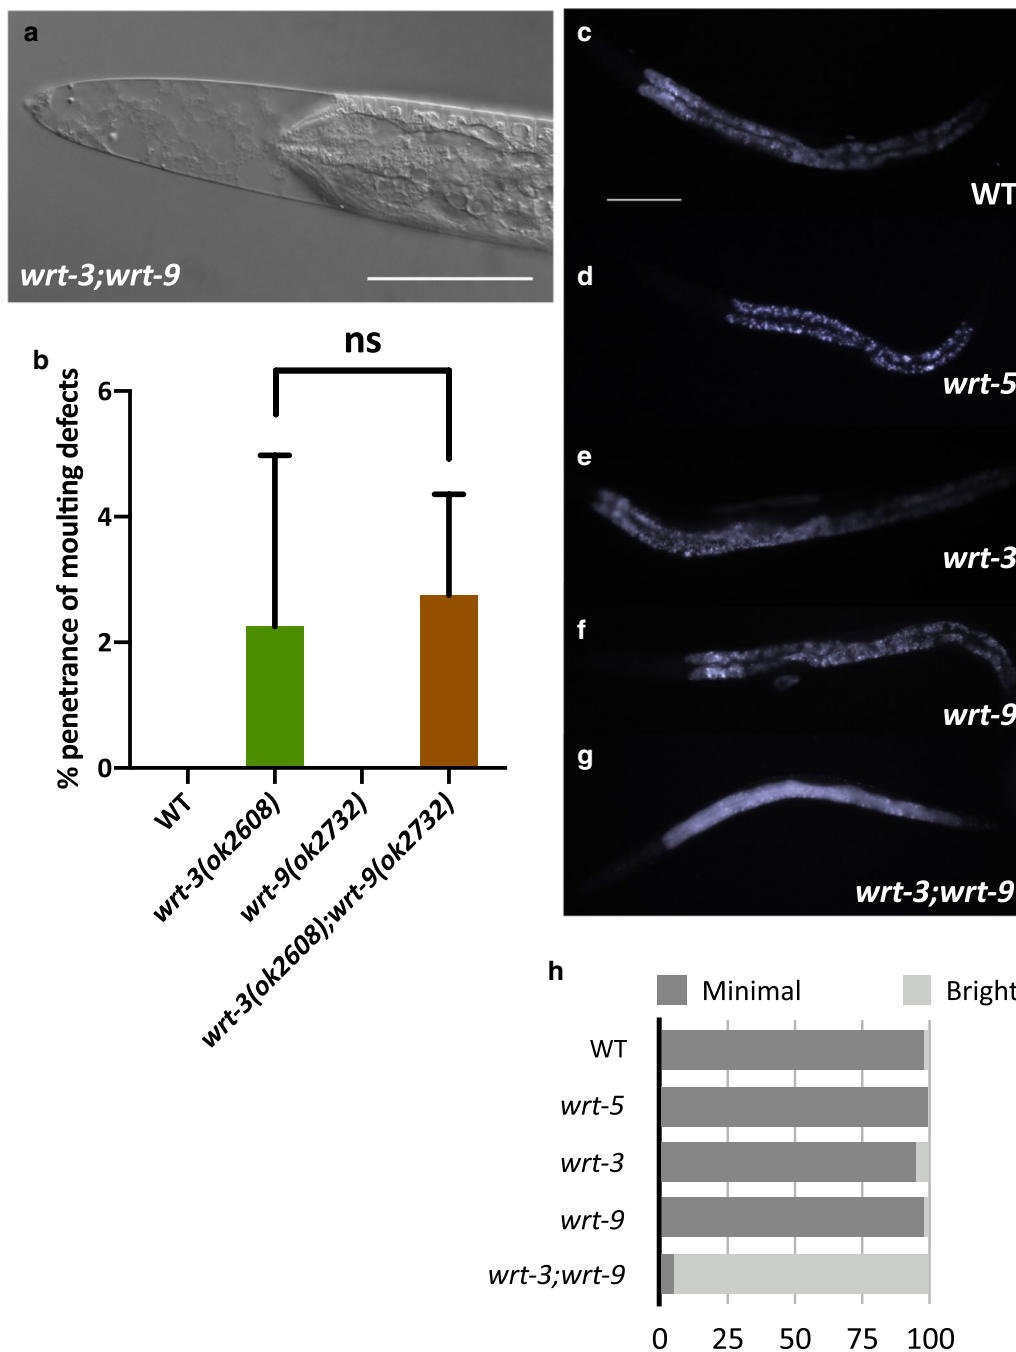 a
wrt-3;wrt-9
b
ns
% penetrance of moulting defects
6
4
2
0
WT
wrt-3(ok2608)
wrt-9(ok2732)
wrt-3(ok2608);wrt-9(ok2732)
c
WT
d
wrt-5
e
wrt-3
f
wrt-9
g
wrt-3;wrt-9
h
Minimal Bright
WT
wrt-5
wrt-3
wrt-9
wrt-3;wrt-9
0 25 50 75 100